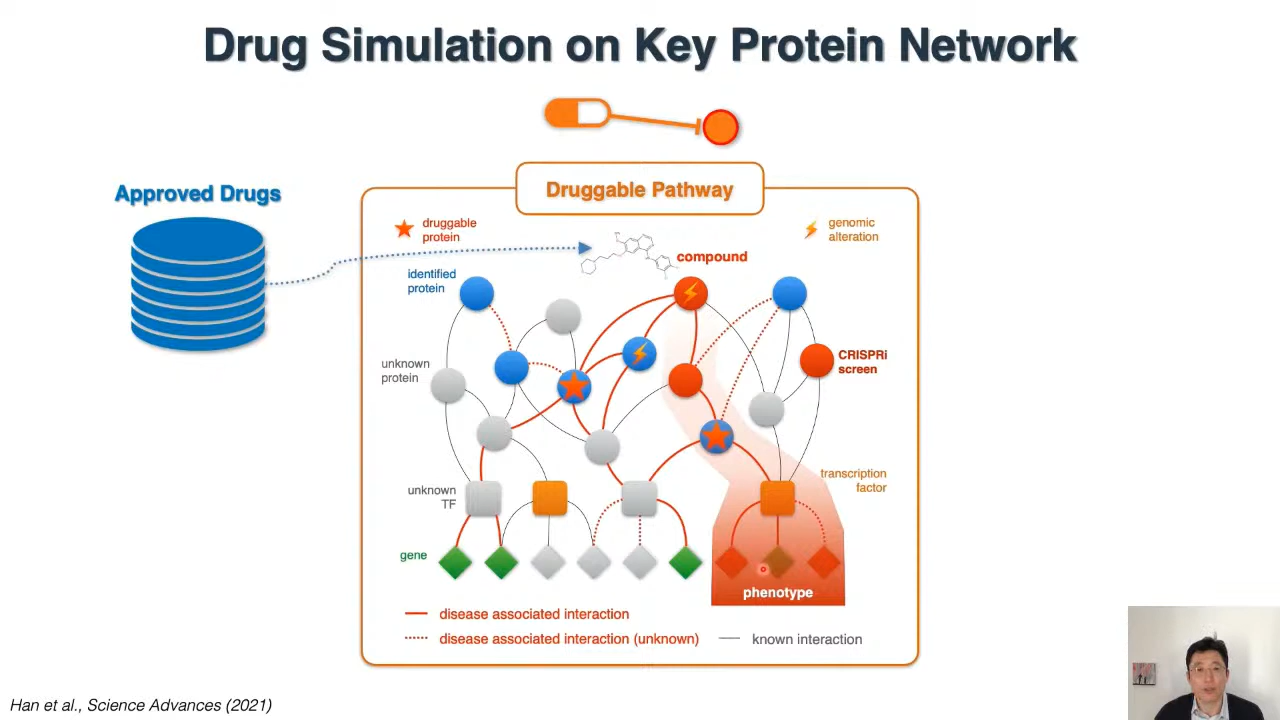 Drug Simulation on Key Protein Network
Approved Drugs
Druggable Pathway
druggable
protein
genomic
alteration
compound
identified
protein
unknown
protein
CRISPRi
screen
transcription
factor
unknown
TF
gene
phenotype
disease associated interaction
disease associated interaction (unknown)
known interaction
Han et al., Science Advances (2021)